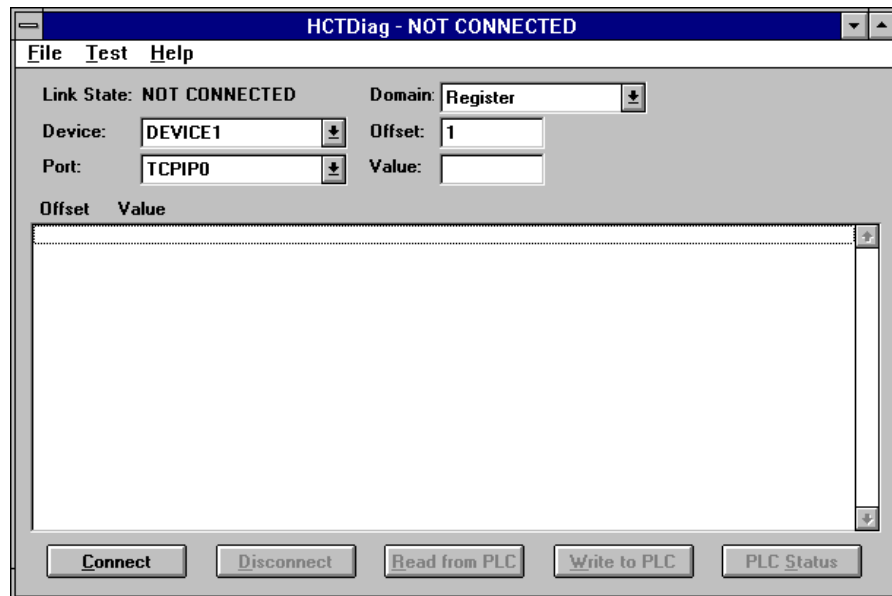 HCTDiag - NOT CONNECTED
File Test Help
Link State: NOT CONNECTED Domain: Register
Device: DEVICE1 Offset: 1
Port: TCPIP0 Value:
Offset Value
Connect Disconnect Read from PLC Write to PLC PLC Status